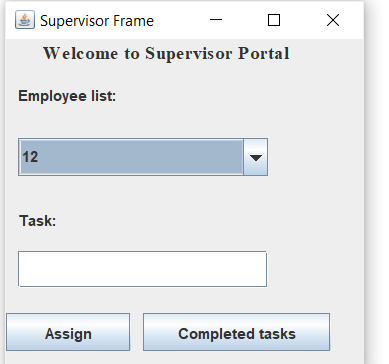 Supervisor Frame
Welcome to Supervisor Portal
Employee list:
12
Task:
Assign
Completed tasks